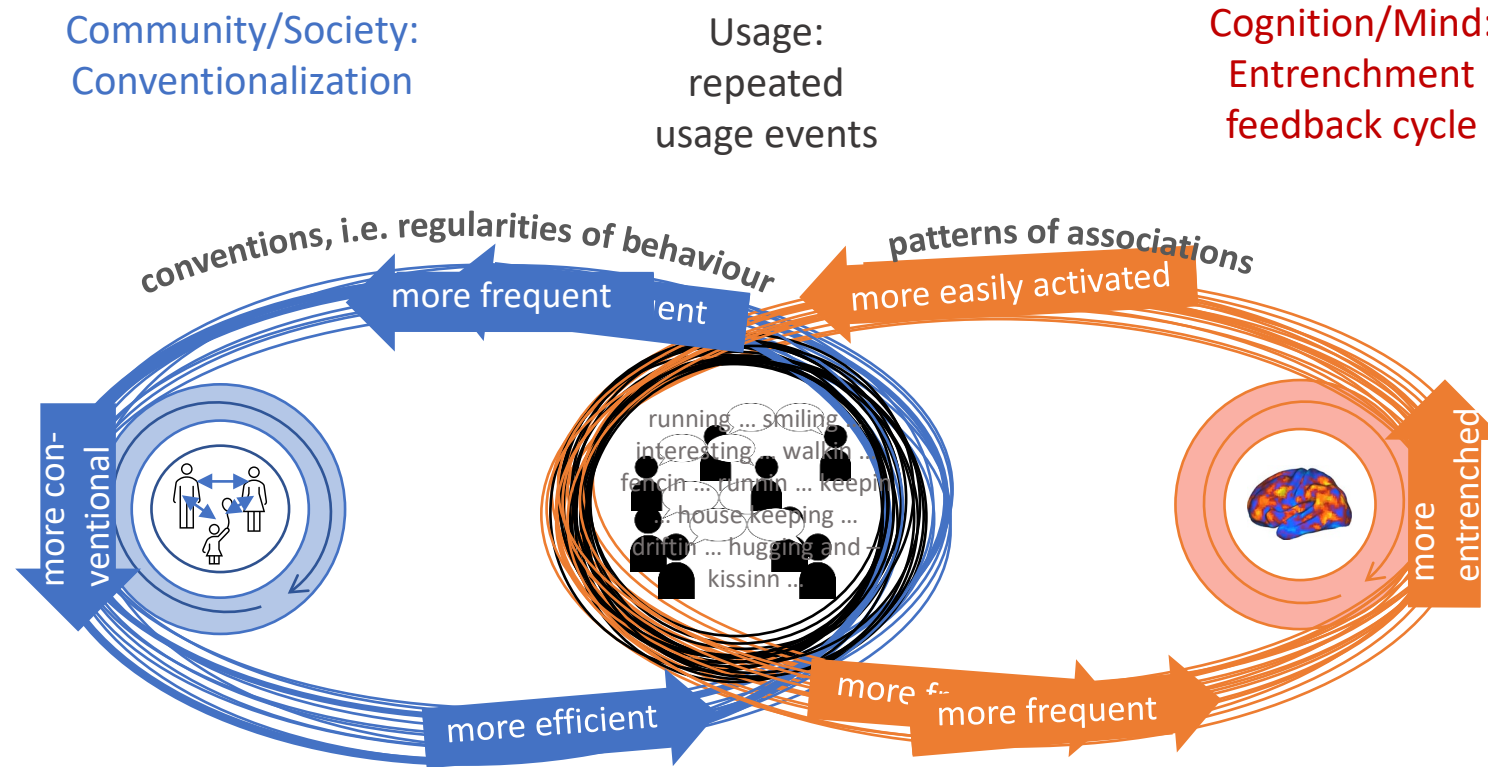 Community/Society:
Conventionalization
Usage:
repeated
usage events
Cognition/Mind:
Entrenchment
feedback cycle
conventions, i.e. regularities of behaviour
patterns of associations
more frequent
more easily activated
more con-
ventional
running ... smiling ...
interesting ... walkin ...
fencin ... runnin ... keepin
... house keeping ...
driftin ... hugging and –
kissinn ...
more
entrenched
more efficient
more
more frequent